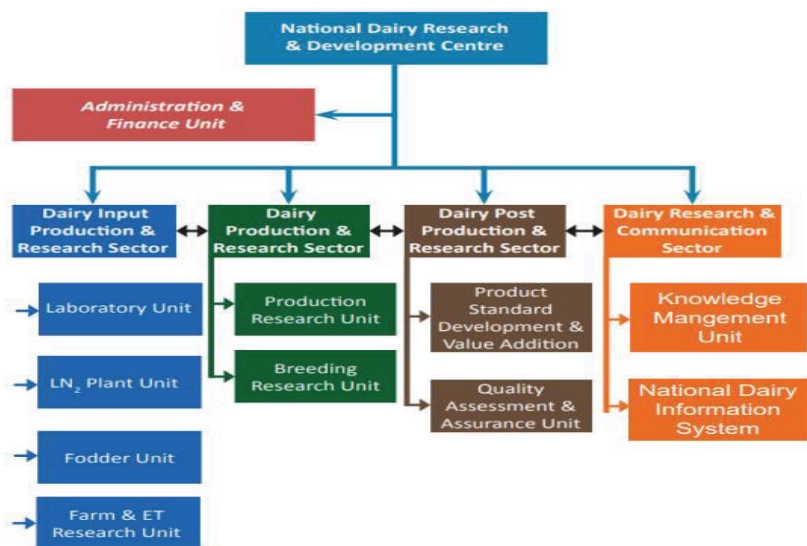 National Dairy Research
& Development Centre
Administration &
Finance Unit
Dairy Input
Production &
Research Sector
Dairy
Production &
Research Sector
Dairy Post
Production &
Research Sector
Dairy Research &
Communication
Sector
Laboratory Unit
LN₂ Plant Unit
Fodder Unit
Farm & ET
Research Unit
Production
Research Unit
Breeding
Research Unit
Product
Standard
Development &
Value Addition
Quality
Assessment &
Assurance Unit
Knowledge
Mangement
Unit
National Dairy
Information
System